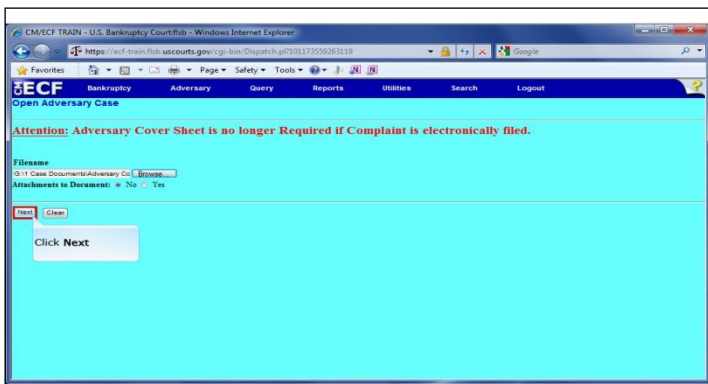 CM/ECF TRAIN - U.S. Bankruptcy Court:flsb - Windows Internet Explorer
https://ecf-train.flsb.uscourts.gov/cgi-bin/Dispatch.pl?101173559263119
Google
Favorites Page Safety Tools
ECF Bankruptcy Adversary Query Reports Utilities Search Logout ?
Open Adversary Case
Attention: Adversary Cover Sheet is no longer Required if Complaint is electronically filed.
Filename
G:\1 Case Documents\Adversary Co Browse...
Attachments to Document: No Yes
Next Clear
Click Next